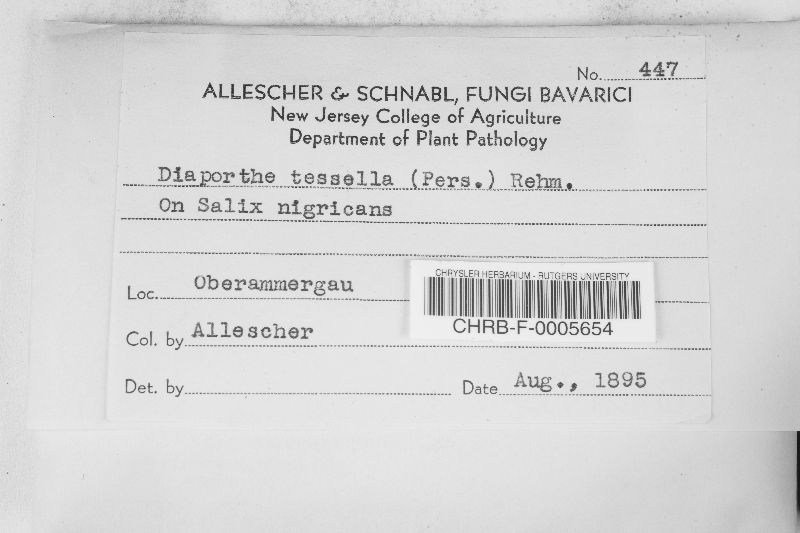 No. 447
ALLESCHER & SCHNABL, FUNGI BAVARICI
New Jersey College of Agriculture
Department of Plant Pathology
Diaporthe tessella (Pers.) Rehm.
On Salix nigricans
Loc. Oberammergau
CHRYSLER HERBARIUM - RUTGERS UNIVERSITY
CHRB-F-0005654
Col. by Allescher
Det. by
Date Aug., 1895